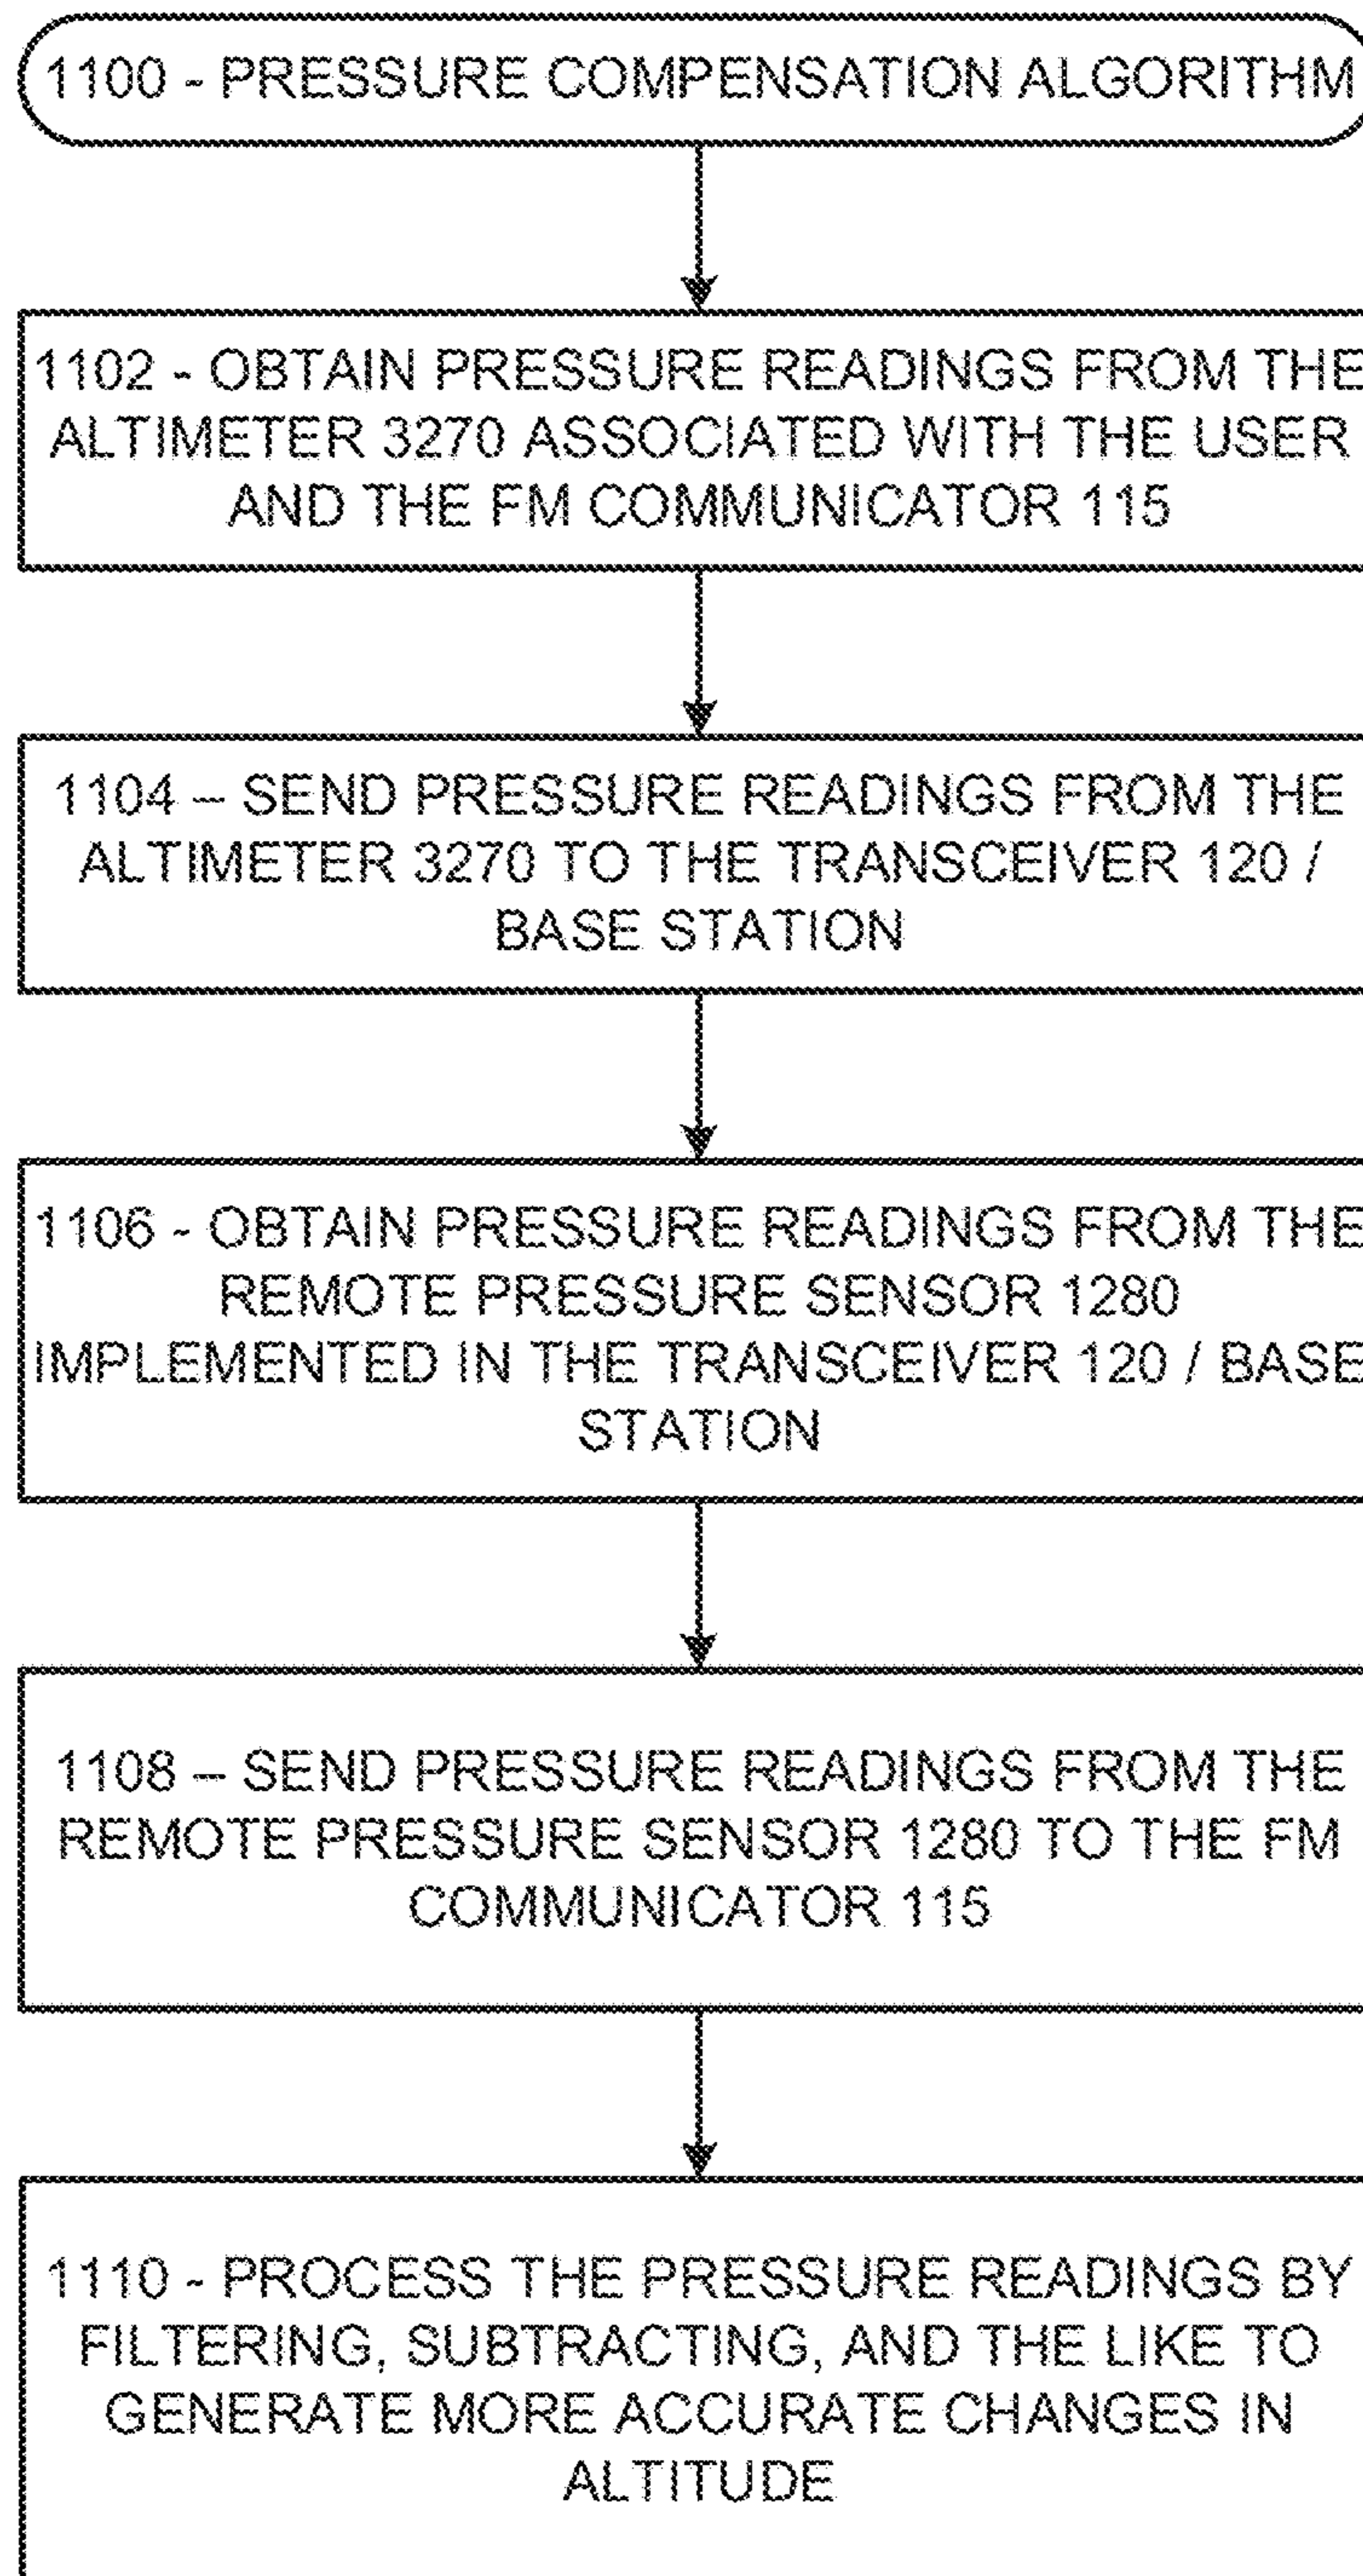 1100 - PRESSURE COMPENSATION ALGORITHM
1102 - OBTAIN PRESSURE READINGS FROM THE
ALTIMETER 3270 ASSOCIATED WITH THE USER
AND THE FM COMMUNICATOR 115
1104 – SEND PRESSURE READINGS FROM THE
ALTIMETER 3270 TO THE TRANSCEIVER 120 /
BASE STATION
1106 - OBTAIN PRESSURE READINGS FROM THE
REMOTE PRESSURE SENSOR 1280
IMPLEMENTED IN THE TRANSCEIVER 120 / BASE
STATION
1108 – SEND PRESSURE READINGS FROM THE
REMOTE PRESSURE SENSOR 1280 TO THE FM
COMMUNICATOR 115
1110 - PROCESS THE PRESSURE READINGS BY
FILTERING, SUBTRACTING, AND THE LIKE TO
GENERATE MORE ACCURATE CHANGES IN
ALTITUDE